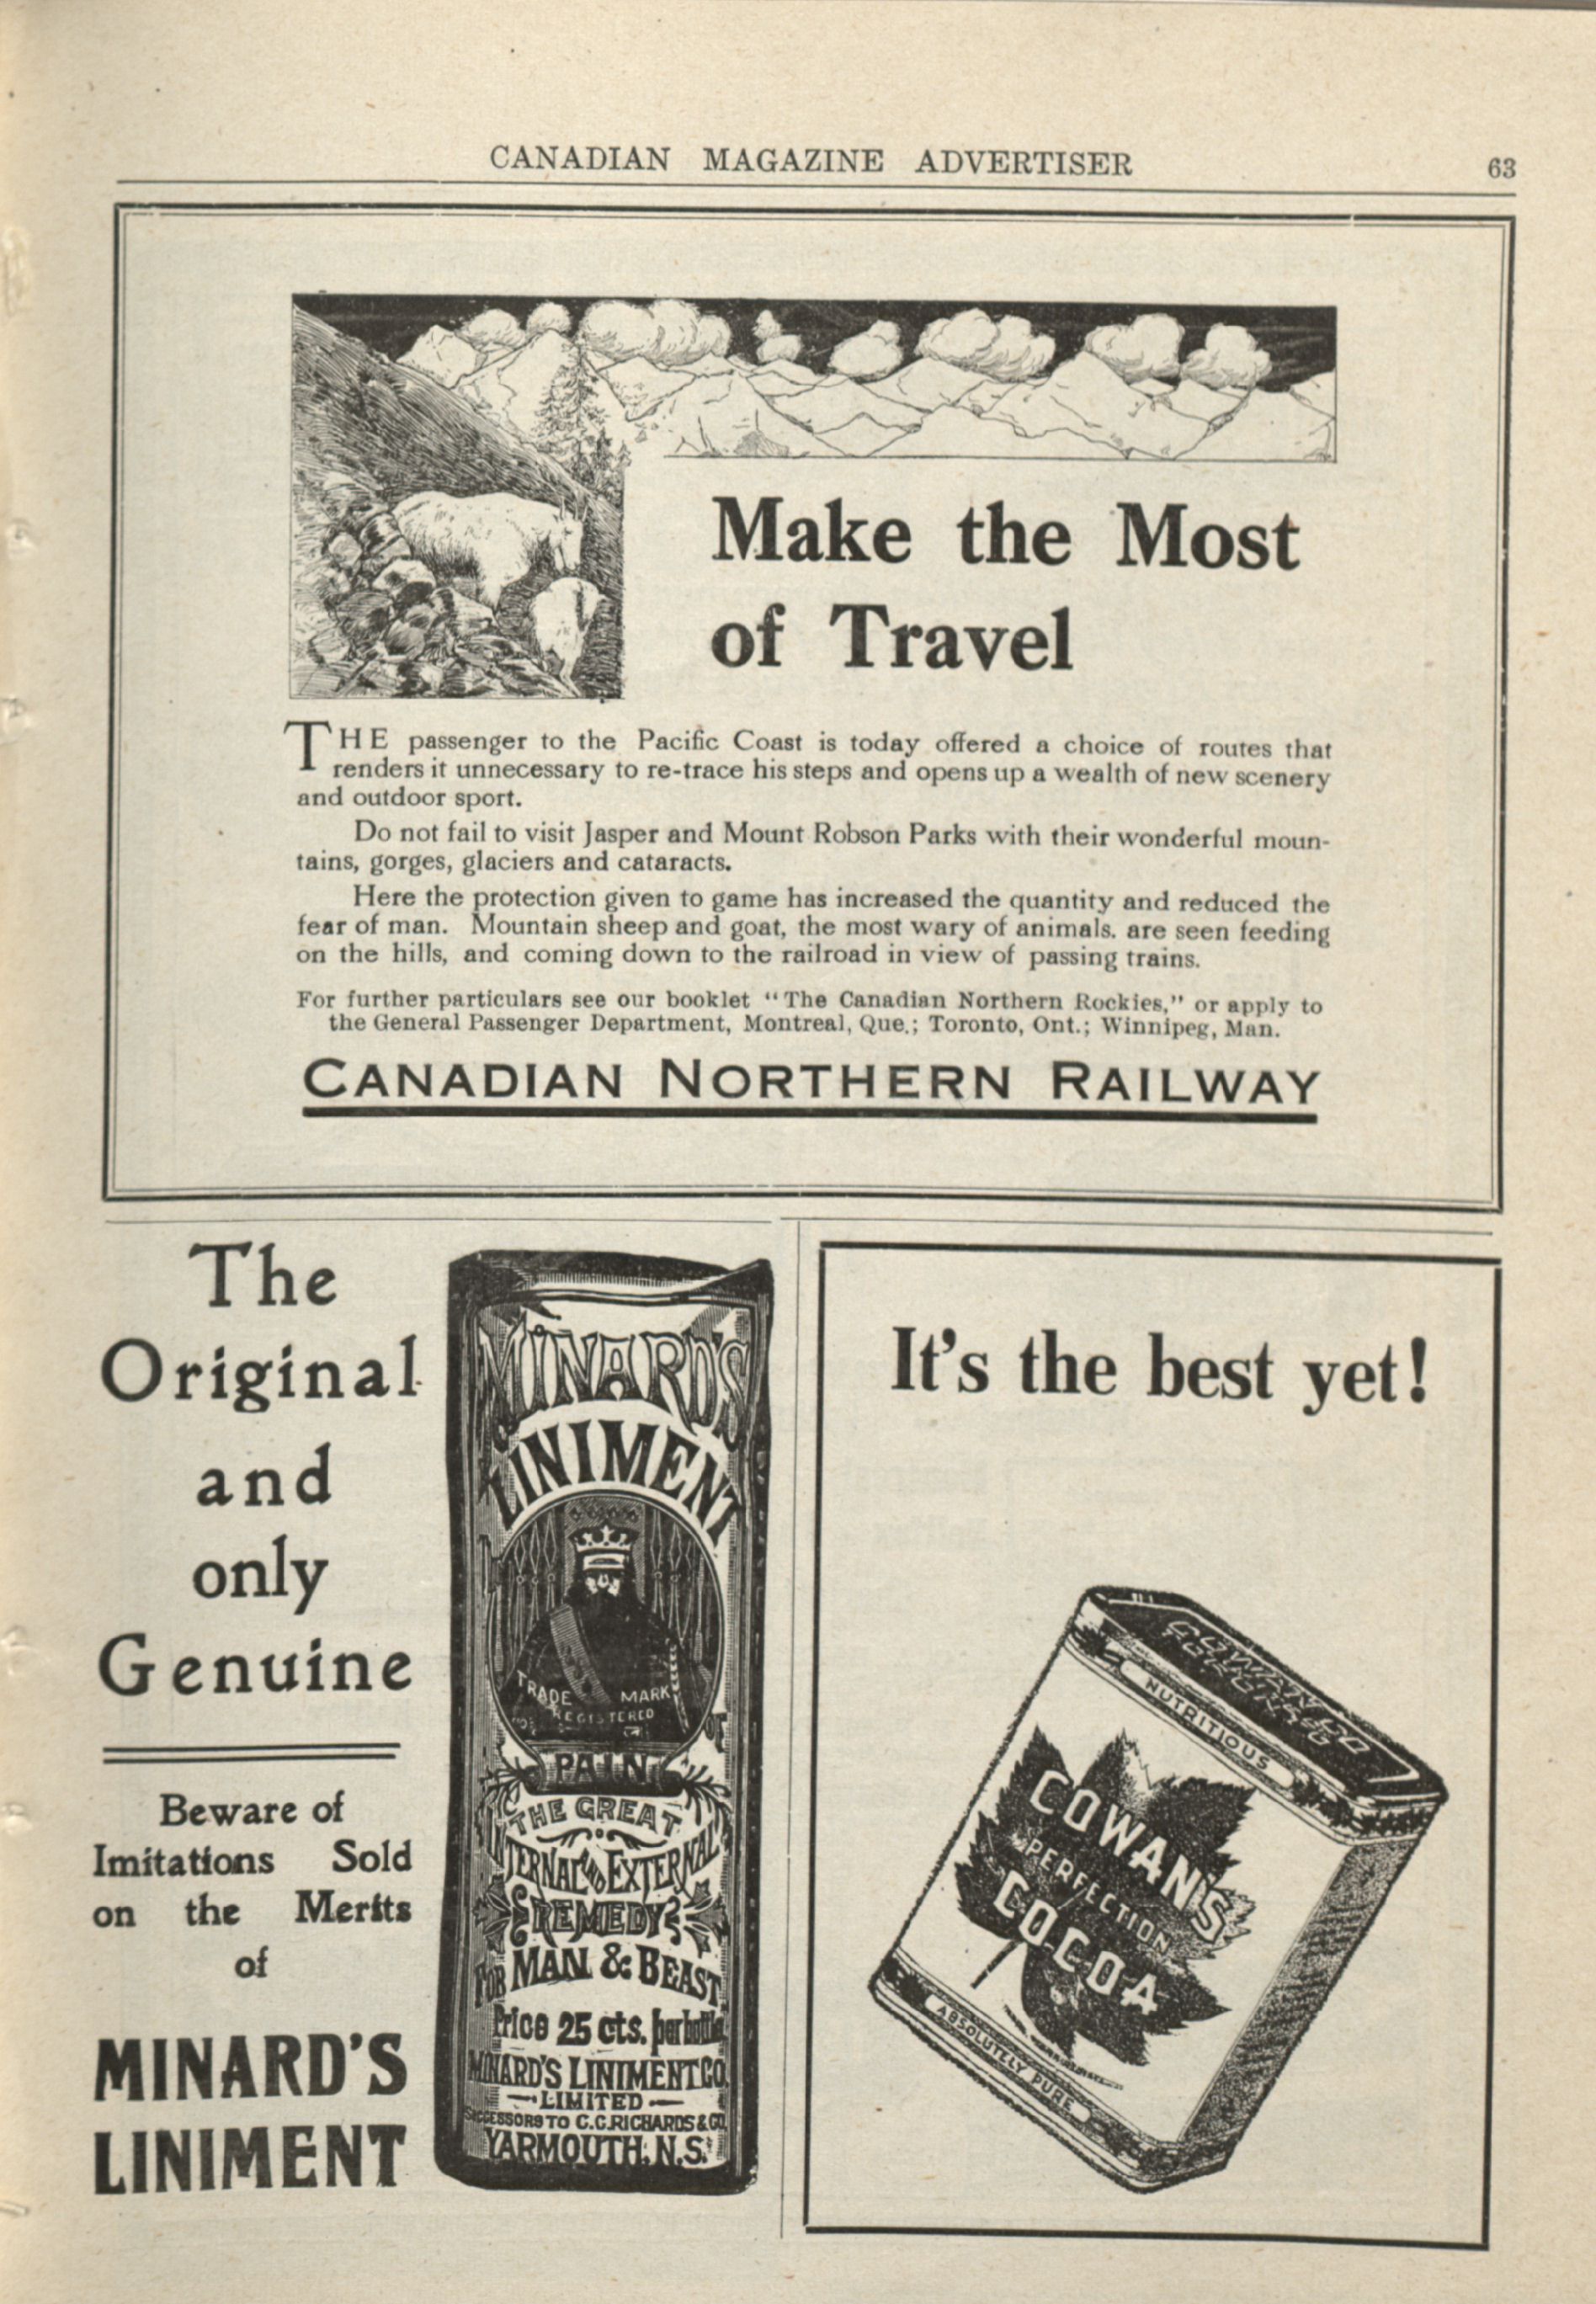 CANADIAN MAGAZINE ADVERTISER
63
Make the Most
of Travel
THE passenger to the Pacific Coast is today offered a choice of routes that
renders it unnecessary to re-trace his steps and opens up a wealth of new scenery
and outdoor sport.
Do not fail to visit Jasper and Mount Robson Parks with their wonderful moun-
tains, gorges, glaciers and cataracts.
Here the protection given to game has increased the quantity and reduced the
fear of man. Mountain sheep and goat, the most wary of animals. are seen feeding
on the hills, and coming down to the railroad in view of passing trains.
For further particulars see our booklet "The Canadian Northern Rockies," or apply to
the General Passenger Department, Montreal, Que.; Toronto, Ont.; Winnipeg, Man.
CANADIAN NORTHERN RAILWAY
The
Original
and
only
Genuine
Beware of
Imitations Sold
on the Merits
of
MINARD'S
LINIMENT
MINARD'S
LINIMENT
TRADE MARK
REGISTERED
OF
PAIN
THE GREAT
INTERNAL AND EXTERNAL
REMEDY
FOR MAN & BEAST
Price 25 cts. per bottle
MINARD'S LINIMENT CO.
LIMITED
SUCCESSORS TO C.C. RICHARDS & CO.
YARMOUTH, N.S.
It's the best yet!
COWAN'S
NUTRITIOUS
COWAN'S
PERFECTION
COCOA
ABSOLUTELY PURE